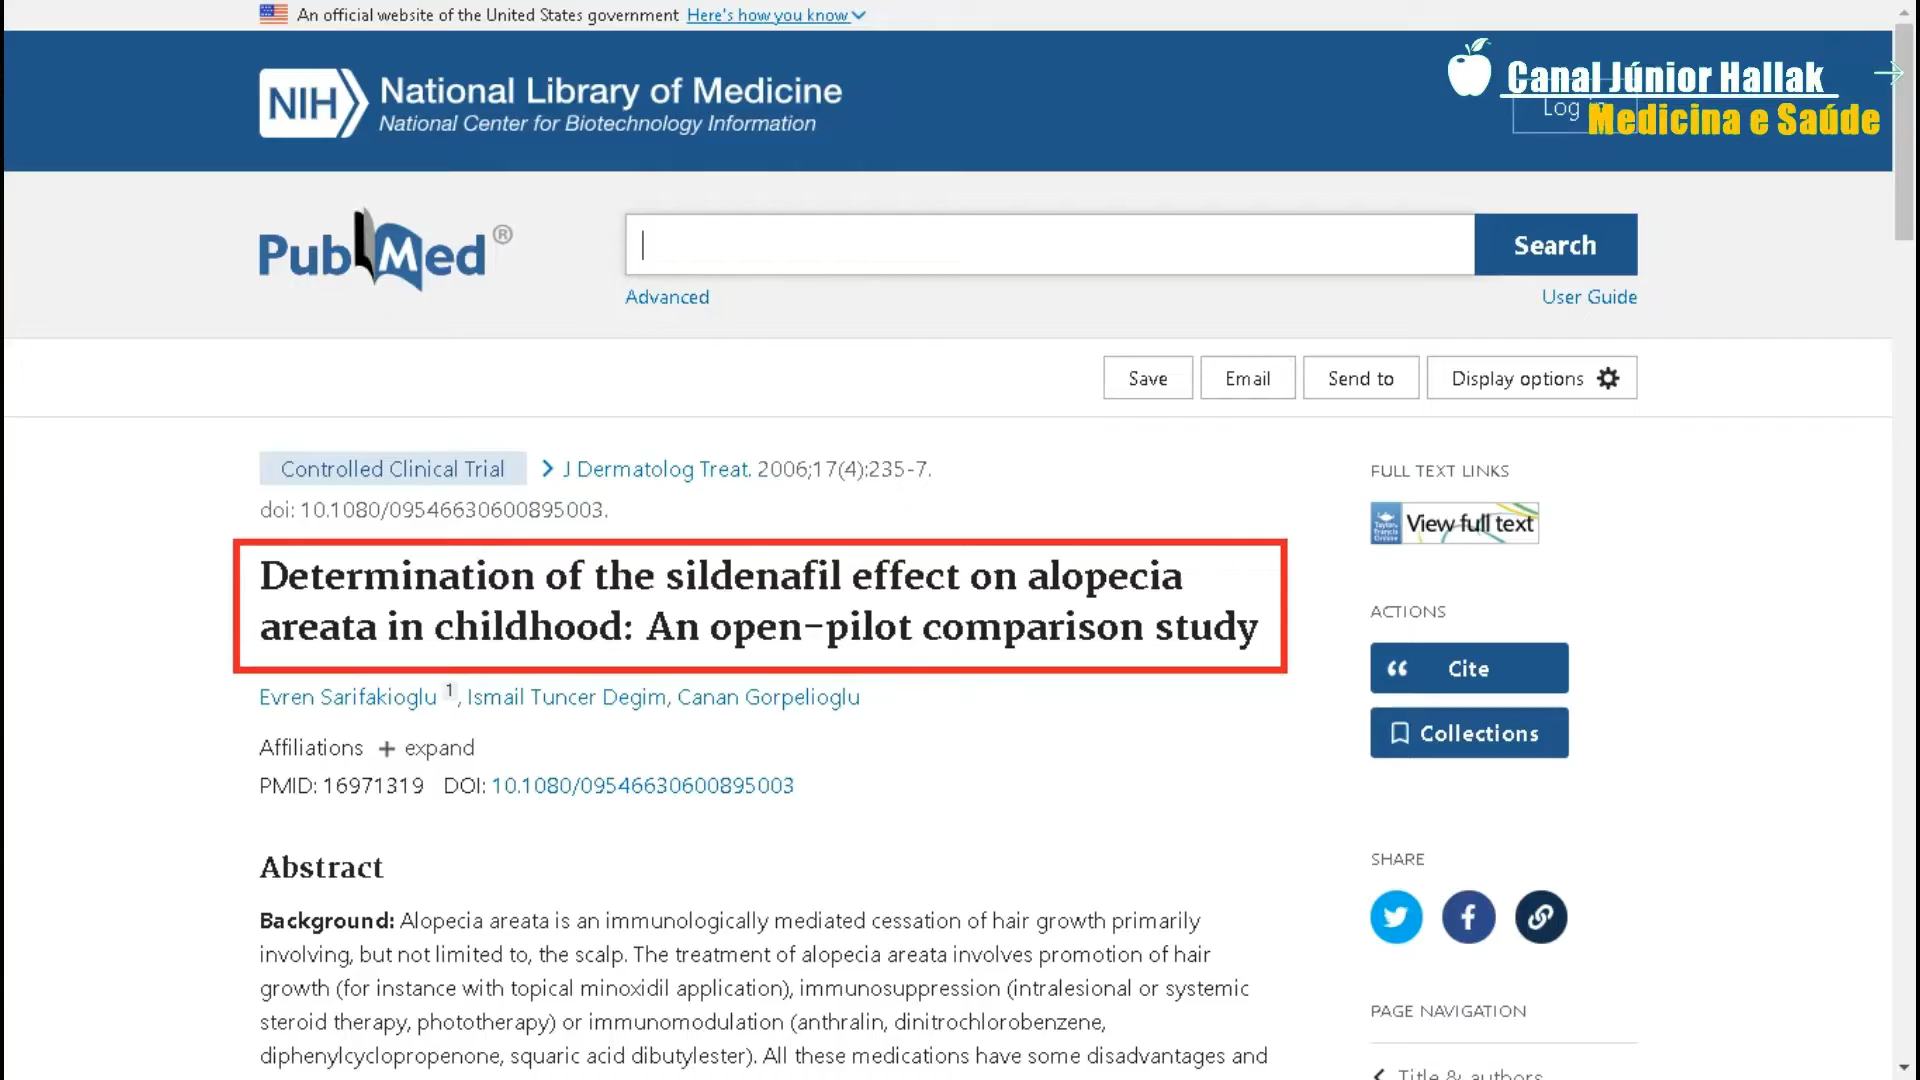 An official website of the United States government Here's how you know
NIH National Library of Medicine
National Center for Biotechnology Information
Canal Júnior Hallak
Log in
Medicina e Saúde
PubMed®
Search
Advanced
User Guide
Save
Email
Send to
Display options
Controlled Clinical Trial
J Dermatolog Treat. 2006;17(4):235-7.
doi: 10.1080/09546630600895003.
Determination of the sildenafil effect on alopecia
areata in childhood: An open-pilot comparison study
Evren Sarifakioglu 1, Ismail Tuncer Degim, Canan Gorpelioglu
Affiliations + expand
PMID: 16971319 DOI: 10.1080/09546630600895003
Abstract
Background: Alopecia areata is an immunologically mediated cessation of hair growth primarily
involving, but not limited to, the scalp. The treatment of alopecia areata involves promotion of hair
growth (for instance with topical minoxidil application), immunosuppression (intralesional or systemic
steroid therapy, phototherapy) or immunomodulation (anthralin, dinitrochlorobenzene,
diphenylcyclopropenone, squaric acid dibutylester). All these medications have some disadvantages and
FULL TEXT LINKS
Taylor & Francis Online View full text
ACTIONS
Cite
Collections
SHARE
PAGE NAVIGATION
Title & authors